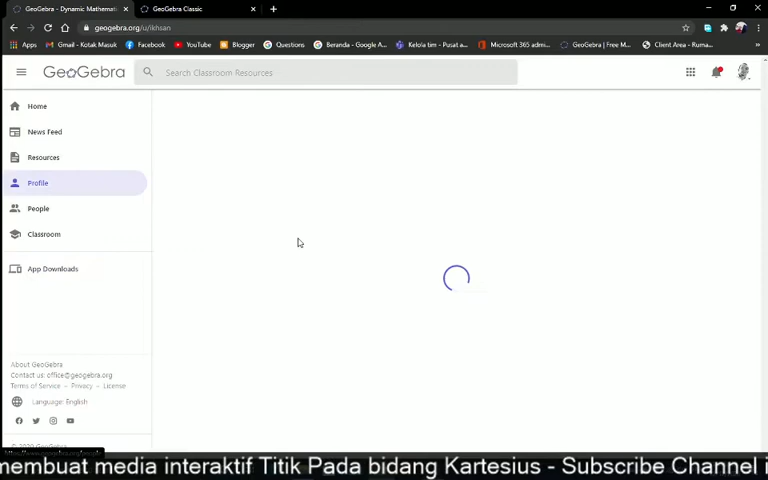 GeoGebra - Dynamic Mathemati
GeoGebra Classic
geogebra.org/u/ikhsan
Apps
Gmail - Kotak Masuk
Facebook
YouTube
Blogger
Questions
Beranda - Google A...
Kelola tim - Pusat a...
Microsoft 365 admi...
GeoGebra | Free M...
Client Area - Ruma...
GeoGebra
Search Classroom Resources
Home
News Feed
Resources
Profile
People
Classroom
App Downloads
About GeoGebra
Contact us: office@geogebra.org
Terms of Service – Privacy – License
Language: English
membuat media interaktif Titik Pada bidang Kartesius - Subscribe Channel i